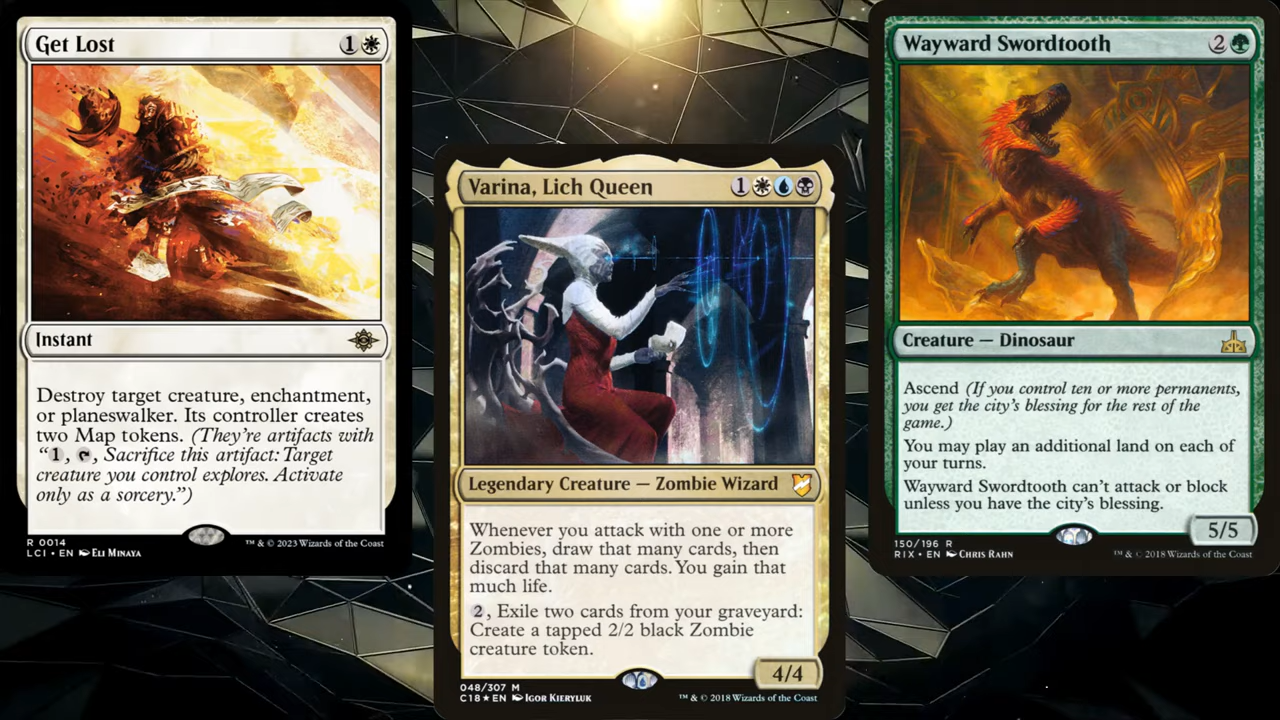 Get Lost 1
Instant
Destroy target creature, enchantment,
or planeswalker. Its controller creates
two Map tokens. (They're artifacts with
"1, , Sacrifice this artifact: Target
creature you control explores. Activate
only as a sorcery.")
R 0014
LCI • EN Eli Minaya
™ & © 2023 Wizards of the Coast
Varina, Lich Queen 1
Legendary Creature — Zombie Wizard
Whenever you attack with one or more
Zombies, draw that many cards, then
discard that many cards. You gain that
much life.
2, Exile two cards from your graveyard:
Create a tapped 2/2 black Zombie
creature token.
4/4
048/307 M
C18 ★ EN Igor Kieryluk
™ & © 2018 Wizards of the Coast
Wayward Swordtooth 2
Creature — Dinosaur
Ascend (If you control ten or more permanents,
you get the city's blessing for the rest of the
game.)
You may play an additional land on each of
your turns.
Wayward Swordtooth can't attack or block
unless you have the city's blessing.
5/5
150/196 R
RIX • EN Chris Rahn
™ & © 2018 Wizards of the Coast